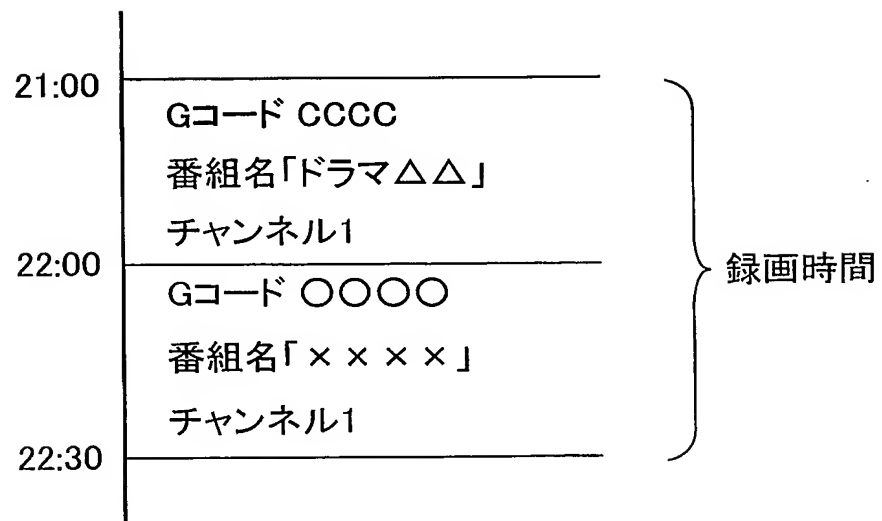 21:00
Gコード CCCC
番組名「ドラマ△△」
チャンネル1
22:00
録画時間
Gコード ○○○○
番組名「××××」
チャンネル1
22:30